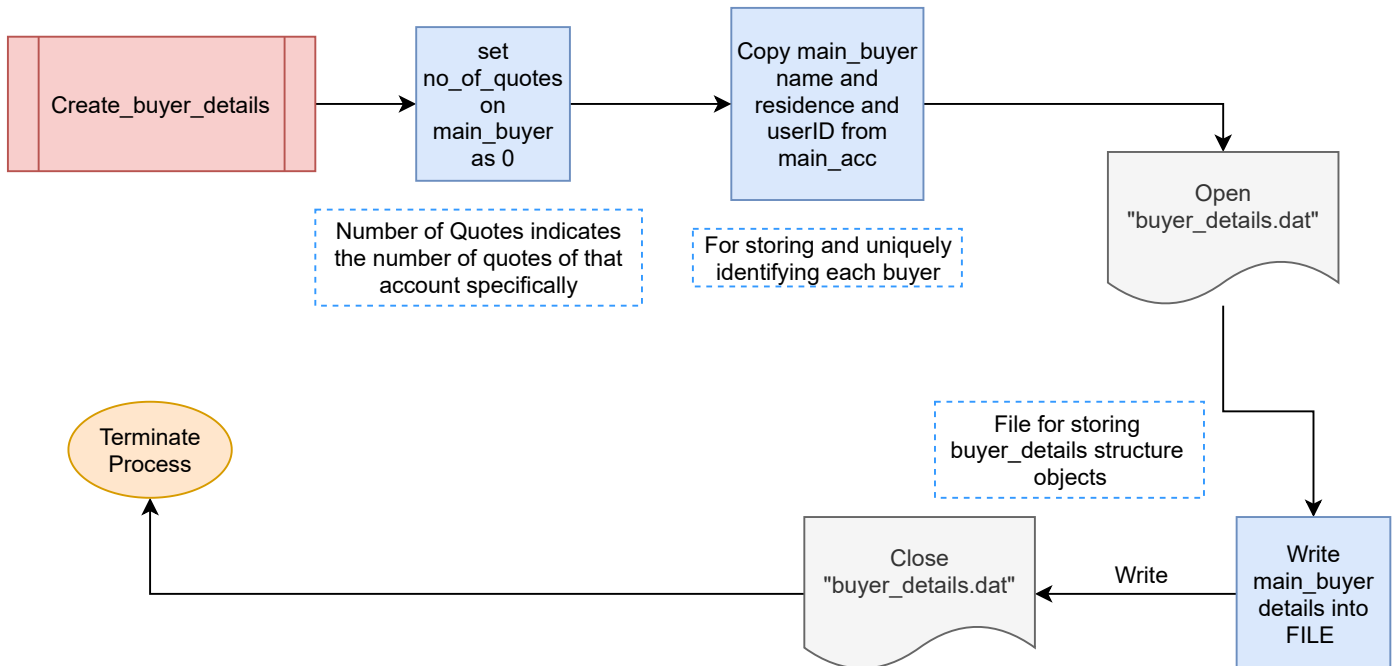 Create_buyer_details
set
no_of_quotes
on
main_buyer
as 0
Copy main_buyer
name and
residence and
userID from
main_acc
Open
"buyer_details.dat"
Number of Quotes indicates
the number of quotes of that
account specifically
For storing and uniquely
identifying each buyer
File for storing
buyer_details structure
objects
Write
main_buyer
details into
FILE
Write
Close
"buyer_details.dat"
Terminate
Process